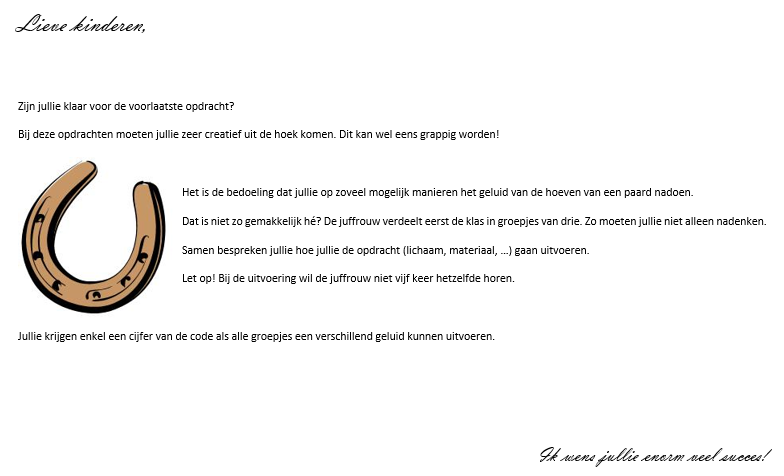 Lieve kinderen,
Zijn jullie klaar voor de voorlaatste opdracht?
Bij deze opdrachten moeten jullie zeer creatief uit de hoek komen. Dit kan wel eens grappig worden!
Het is de bedoeling dat jullie op zoveel mogelijk manieren het geluid van de hoeven van een paard nadoen.
Dat is niet zo gemakkelijk hé? De juffrouw verdeelt eerst de klas in groepjes van drie. Zo moeten jullie niet alleen nadenken.
Samen bespreken jullie hoe jullie de opdracht (lichaam, materiaal, …) gaan uitvoeren.
Let op! Bij de uitvoering wil de juffrouw niet vijf keer hetzelfde horen.
Jullie krijgen enkel een cijfer van de code als alle groepjes een verschillend geluid kunnen uitvoeren.
Ik wens jullie enorm veel succes!